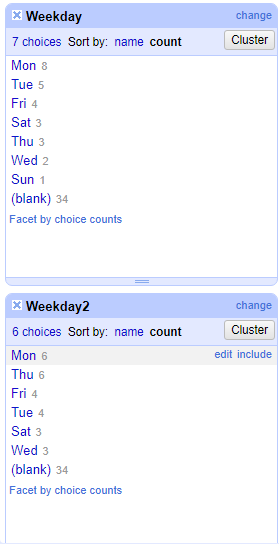 Weekday change
7 choices Sort by: name count Cluster
Mon 8
Tue 5
Fri 4
Sat 3
Thu 3
Wed 2
Sun 1
(blank) 34
Facet by choice counts
Weekday2 change
6 choices Sort by: name count Cluster
Mon 6 edit include
Thu 6
Fri 4
Tue 4
Sat 3
Wed 3
(blank) 34
Facet by choice counts